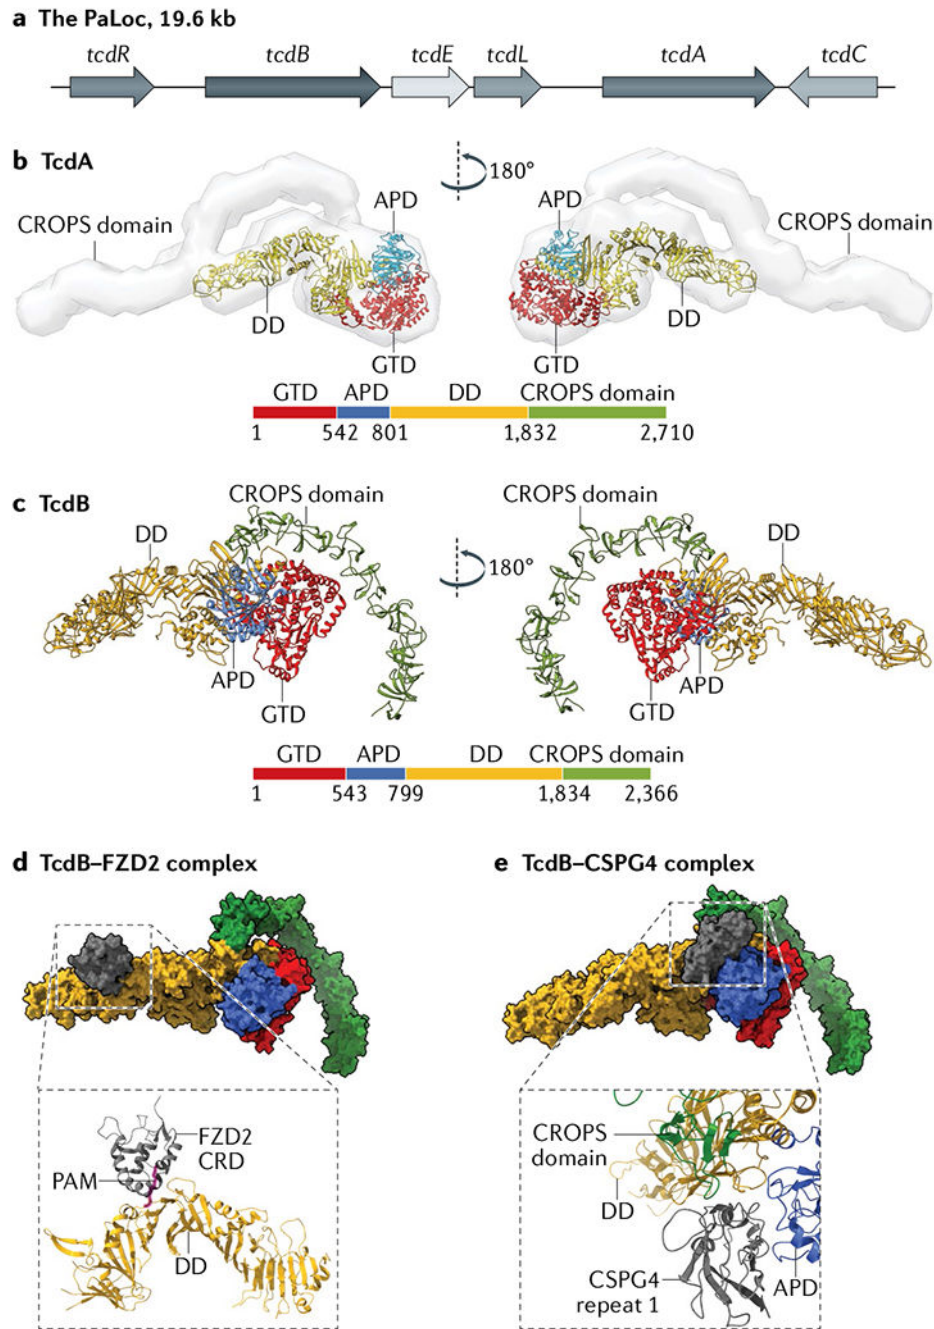 a The PaLoc, 19.6 kb
tcdR tcdB tcdE tcdL tcdA tcdC
b TcdA
180°
CROPS domain
APD
DD
GTD
APD
CROPS domain
DD
GTD
GTD APD DD CROPS domain
1 542 801 1,832 2,710
c TcdB
CROPS domain
DD
APD
GTD
180°
CROPS domain
DD
APD
GTD
GTD APD DD CROPS domain
1 543 799 1,834 2,366
d TcdB–FZD2 complex
FZD2
CRD
PAM
DD
e TcdB–CSPG4 complex
CROPS
domain
DD
CSPG4
repeat 1
APD